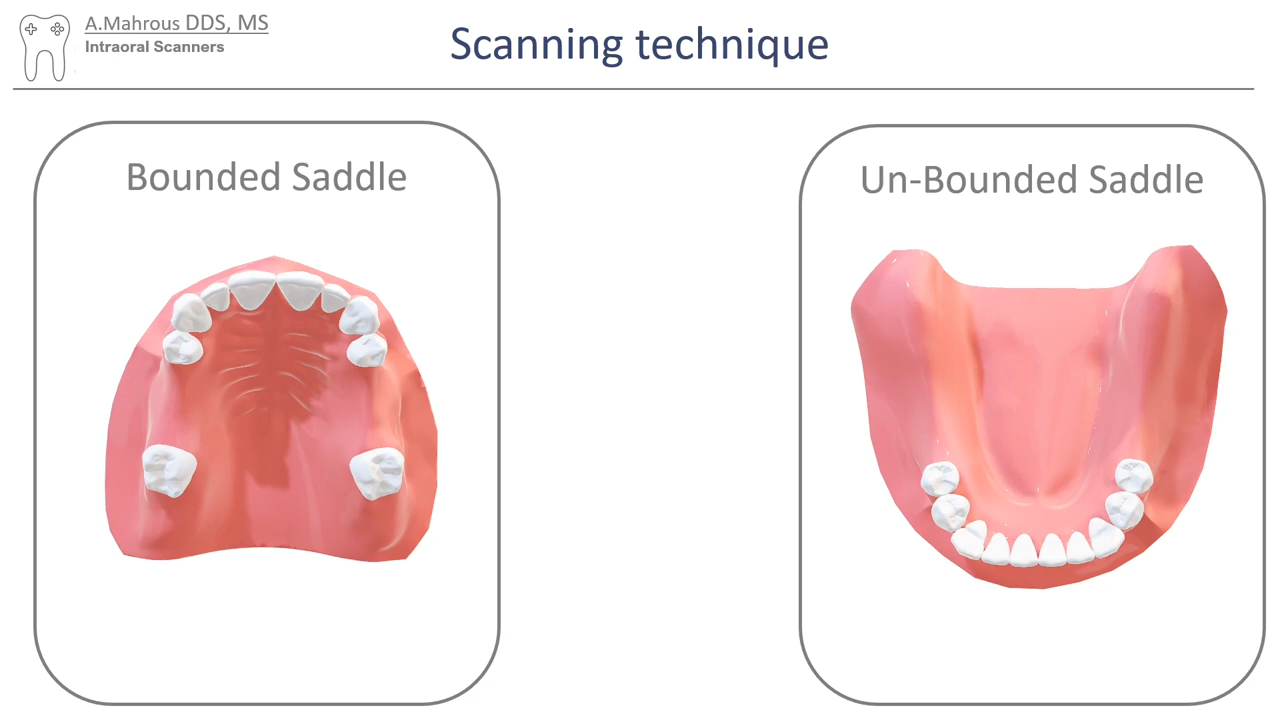 A.Mahrous DDS, MS
Intraoral Scanners
Scanning technique
Bounded Saddle
Un-Bounded Saddle